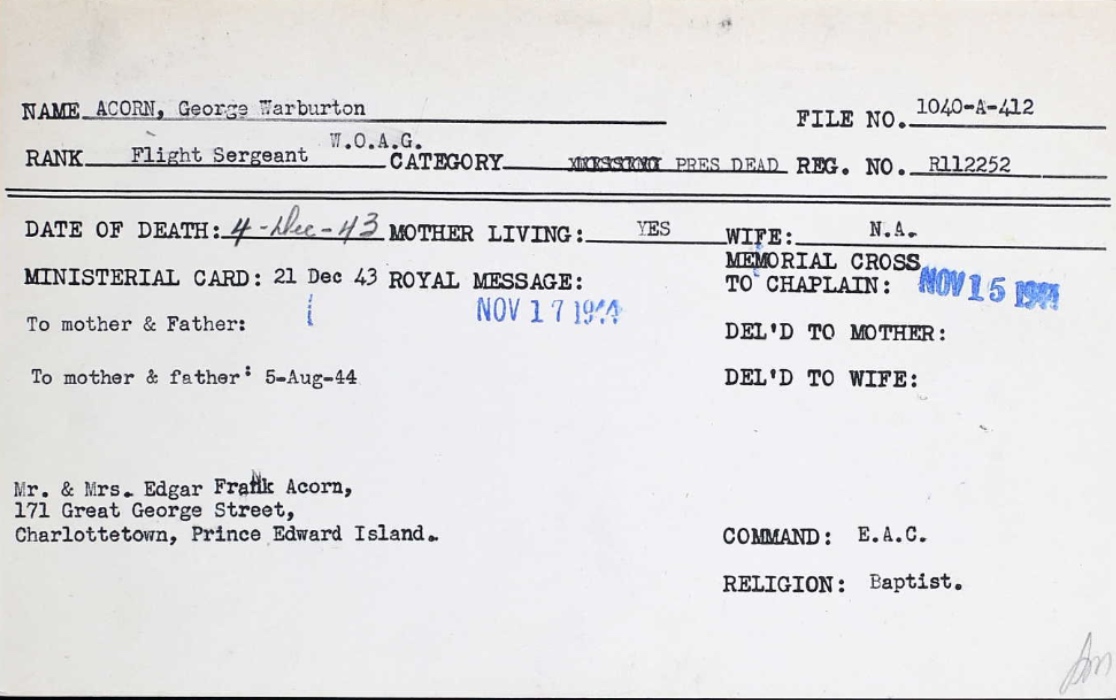 NAME ACORN, George Warburton FILE NO. 1040-A-412
W.O.A.G.
RANK Flight Sergeant CATEGORY MISSING PRES DEAD REG. NO. R112252
DATE OF DEATH: 4-Dec-43 MOTHER LIVING: YES WIFE: N.A.
MINISTERIAL CARD: 21 Dec 43 ROYAL MESSAGE: MEMORIAL CROSS
TO CHAPLAIN: NOV 15 1944
To mother & Father: NOV 17 1944 DEL'D TO MOTHER:
To mother & father: 5-Aug-44 DEL'D TO WIFE:
Mr. & Mrs. Edgar Frank Acorn,
171 Great George Street,
Charlottetown, Prince Edward Island.
COMMAND: E.A.C.
RELIGION: Baptist.